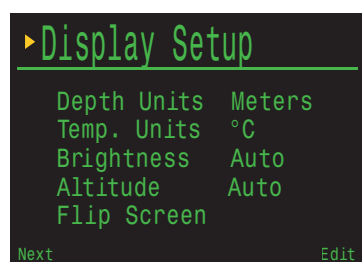 Display Setup
Depth Units Meters
Temp. Units °C
Brightness Auto
Altitude Auto
Flip Screen
Next Edit